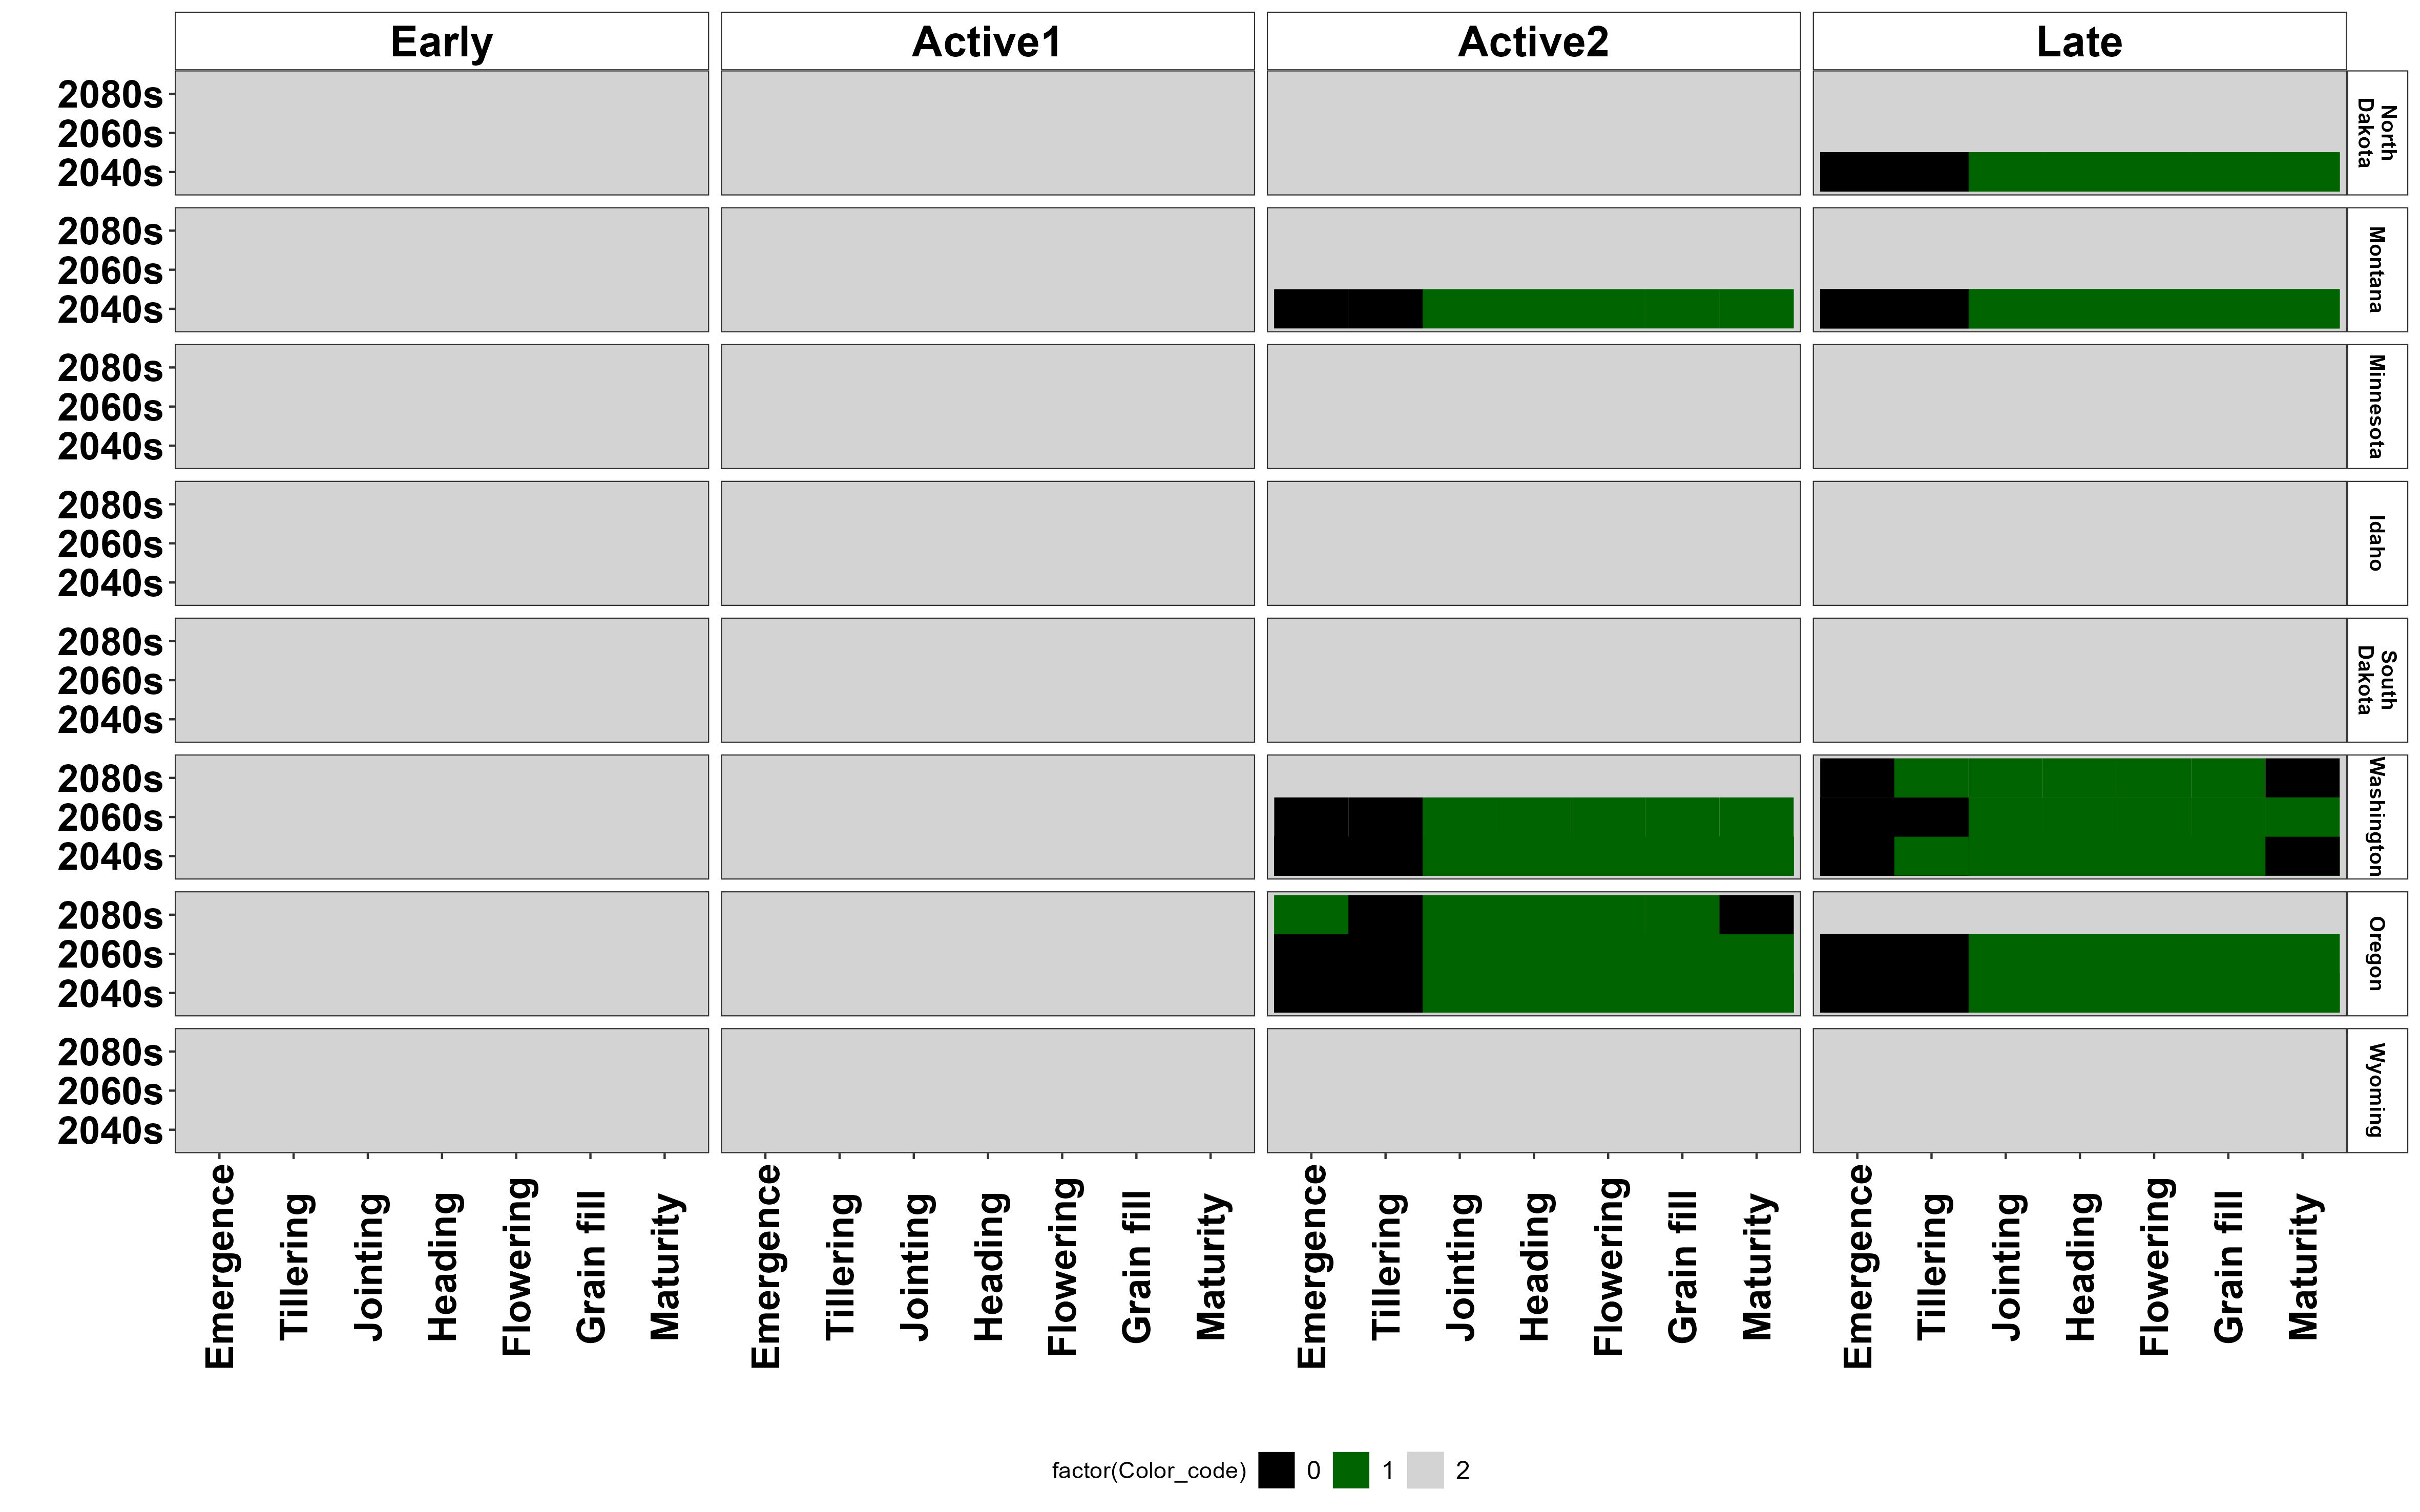 Early Active1 Active2 Late
2080s
2060s
2040s
North
Dakota
2080s
2060s
2040s
Montana
2080s
2060s
2040s
Minnesota
2080s
2060s
2040s
Idaho
2080s
2060s
2040s
South
Dakota
2080s
2060s
2040s
Washington
2080s
2060s
2040s
Oregon
2080s
2060s
2040s
Wyoming
Emergence Tillering Jointing Heading Flowering Grain fill Maturity Emergence Tillering Jointing Heading Flowering Grain fill Maturity Emergence Tillering Jointing Heading Flowering Grain fill Maturity Emergence Tillering Jointing Heading Flowering Grain fill Maturity
factor(Color_code) 0 1 2